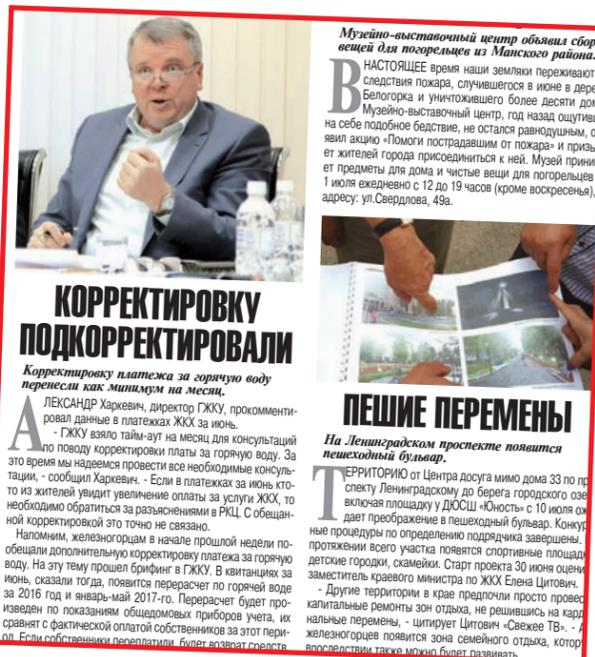 КОРРЕКТИРОВКУ
ПОДКОРРЕКТИРОВАЛИ
Корректировку платежа за горячую воду
перенесли как минимум на месяц.
АЛЕКСАНДР Харкевич, директор ГЖКУ, прокомменти-
ровал данные в платежках ЖКХ за июнь.
- ГЖКУ взяло тайм-аут на месяц для консультаций
по поводу корректировки платы за горячую воду. За
это время мы надеемся провести все необходимые консуль-
тации, - сообщил Харкевич. - Если в платежках за июнь кто-
то из жителей увидит увеличение оплаты за услуги ЖКХ, то
необходимо обратиться за разъяснениями в РКЦ. С обещан-
ной корректировкой это точно не связано.
Напомним, железногорцам в начале прошлой недели по-
обещали дополнительную корректировку платежа за горячую
воду. На эту тему прошел брифинг в ГЖКУ. В квитанциях за
июнь, сказали тогда, появится перерасчет по горячей воде
за 2016 год и январь-май 2017-го. Перерасчет будет про-
изведен по показаниям общедомовых приборов учета, их
сравнят с фактической оплатой собственников за этот пери-
од. Если собственники переплатили, будет возврат средств
Музейно-выставочный центр объявил сбор
вещей для погорельцев из Манского района.
В НАСТОЯЩЕЕ время наши земляки переживают
следствия пожара, случившегося в июне в дере
Белогорка и уничтожившего более десяти дом
Музейно-выставочный центр, год назад ощутивш
на себе подобное бедствие, не остался равнодушным, о
явил акцию «Помоги пострадавшим от пожара» и призы
ет жителей города присоединиться к ней. Музей прини
ет предметы для дома и чистые вещи для погорельцев
1 июля ежедневно с 12 до 19 часов (кроме воскресенья),
адресу: ул.Свердлова, 49а.
ПЕШИЕ ПЕРЕМЕНЫ
На Ленинградском проспекте появится
пешеходный бульвар.
ТЕРРИТОРИЮ от Центра досуга мимо дома 33 по пр
спекту Ленинградскому до берега городского озе
включая площадку у ДЮСШ «Юность» с 10 июля ож
дает преображение в пешеходный бульвар. Конкур
ные процедуры по определению подрядчика завершены.
протяжении всего участка появятся спортивные площадк
детские городки, скамейки. Старт проекта 30 июня оцени
заместитель краевого министра по ЖКХ Елена Цитович.
- Другие территории в крае предпочли просто провес
капитальные ремонты зон отдыха, не решившись на кард
нальные перемены, - цитирует Цитович «Свежее ТВ». - А
железногорцев появится зона семейного отдыха, котор
впоследствии также можно будет развивать.